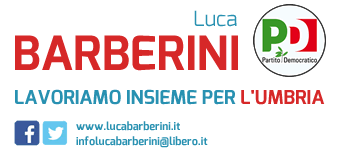 Luca
BARBERINI
PD
Partito Democratico
LAVORIAMO INSIEME PER L'UMBRIA
www.lucabarberini.it
infolucabarberini@libero.it